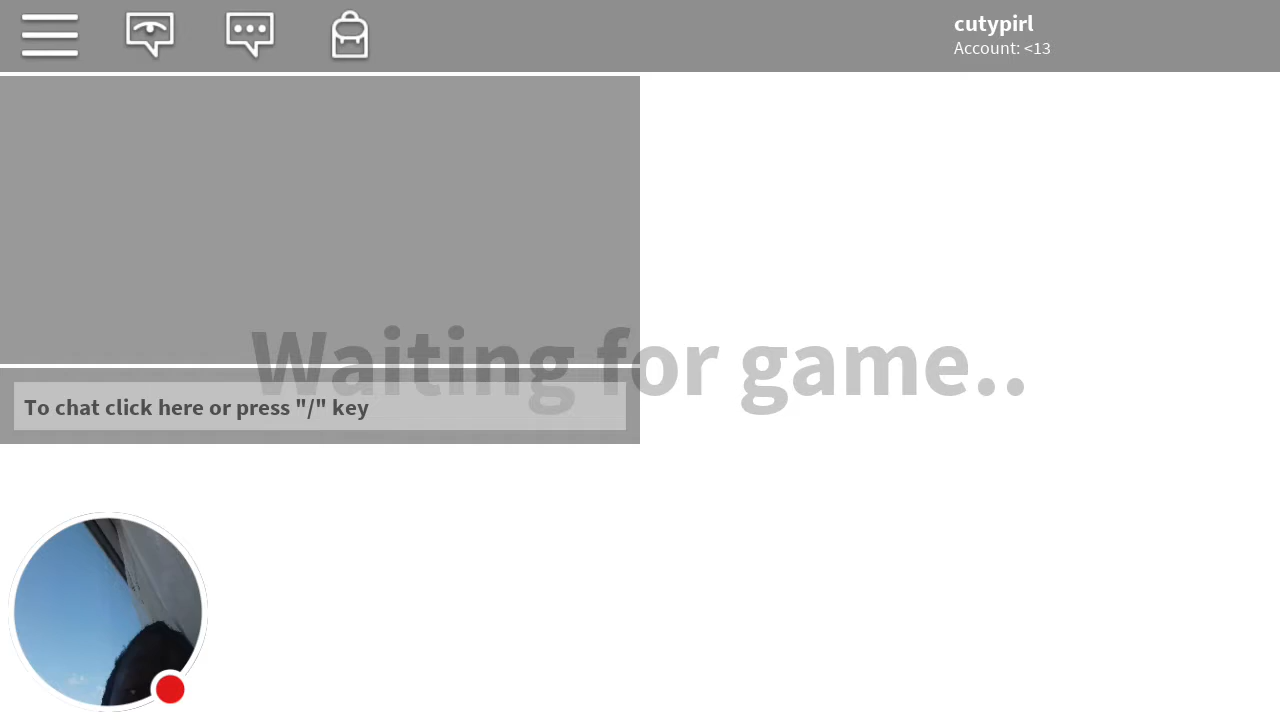 cutypirl
Account: <13
Waiting for game..
To chat click here or press "/" key